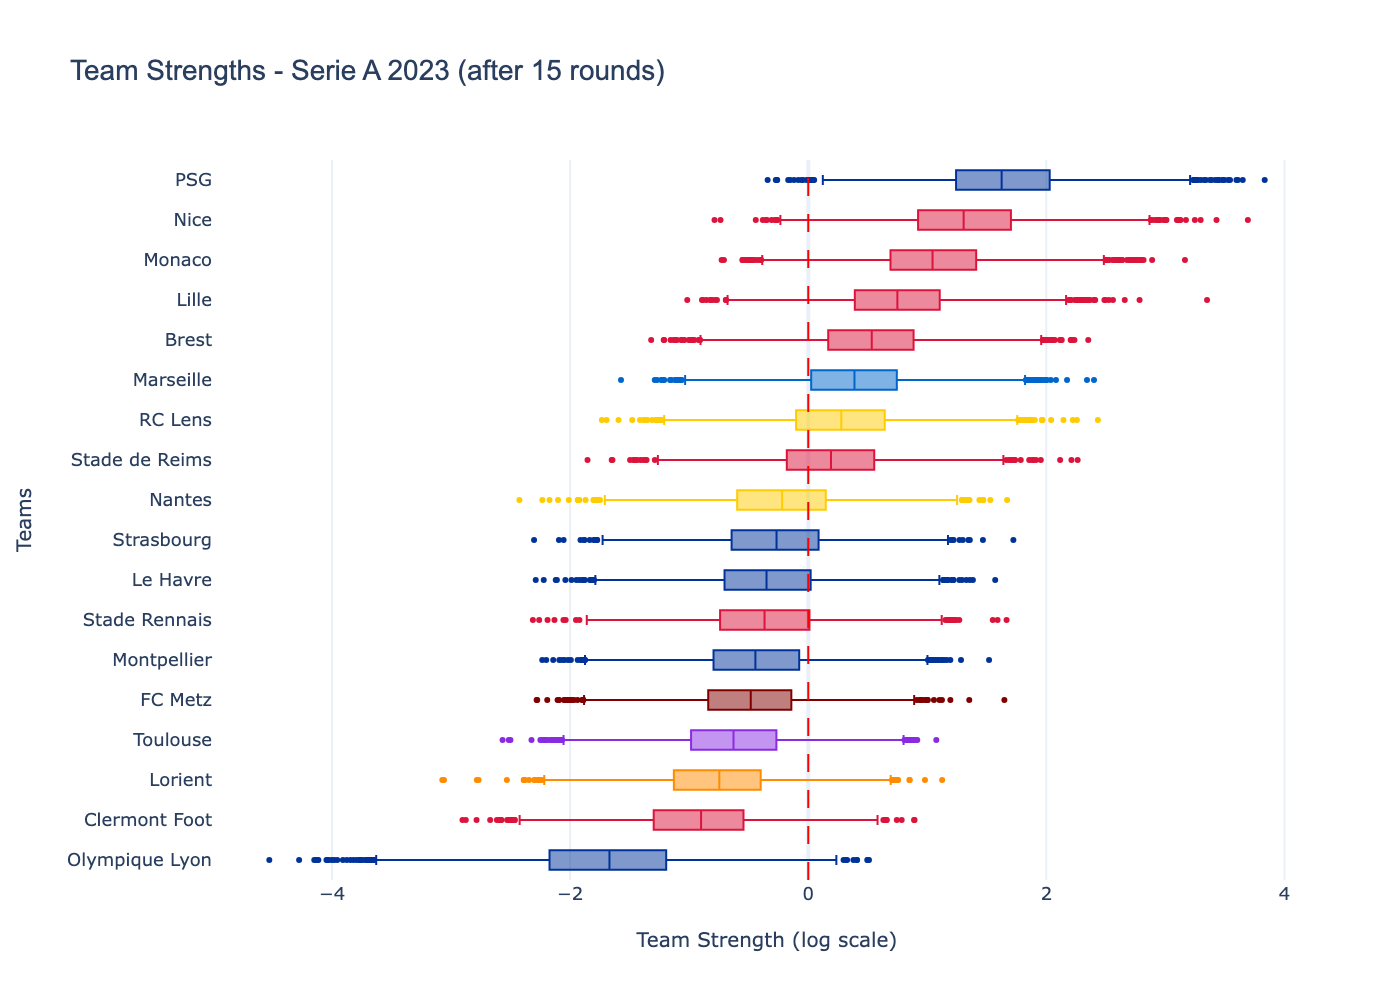 Team Strengths - Serie A 2023 (after 15 rounds)
Teams
PSG
Nice
Monaco
Lille
Brest
Marseille
RC Lens
Stade de Reims
Nantes
Strasbourg
Le Havre
Stade Rennais
Montpellier
FC Metz
Toulouse
Lorient
Clermont Foot
Olympique Lyon
−4 −2 0 2 4
Team Strength (log scale)